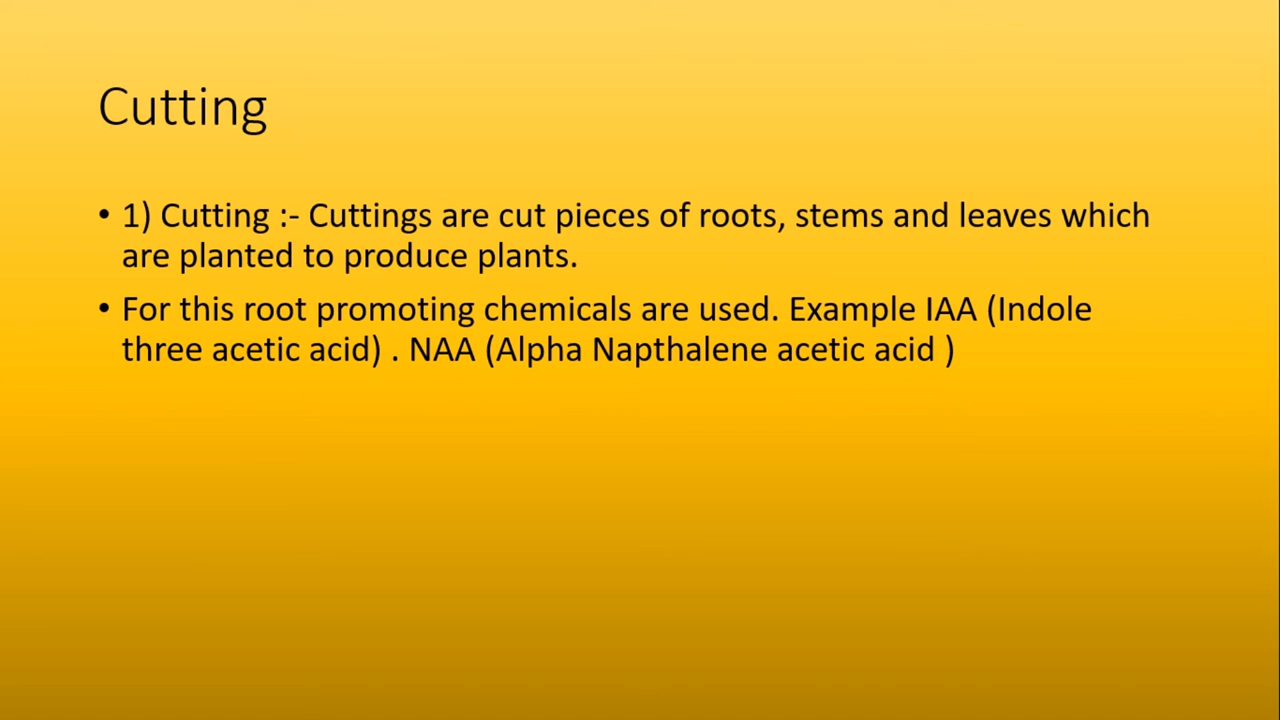 Cutting
• 1) Cutting :- Cuttings are cut pieces of roots, stems and leaves which
are planted to produce plants.
• For this root promoting chemicals are used. Example IAA (Indole
three acetic acid) . NAA (Alpha Napthalene acetic acid )